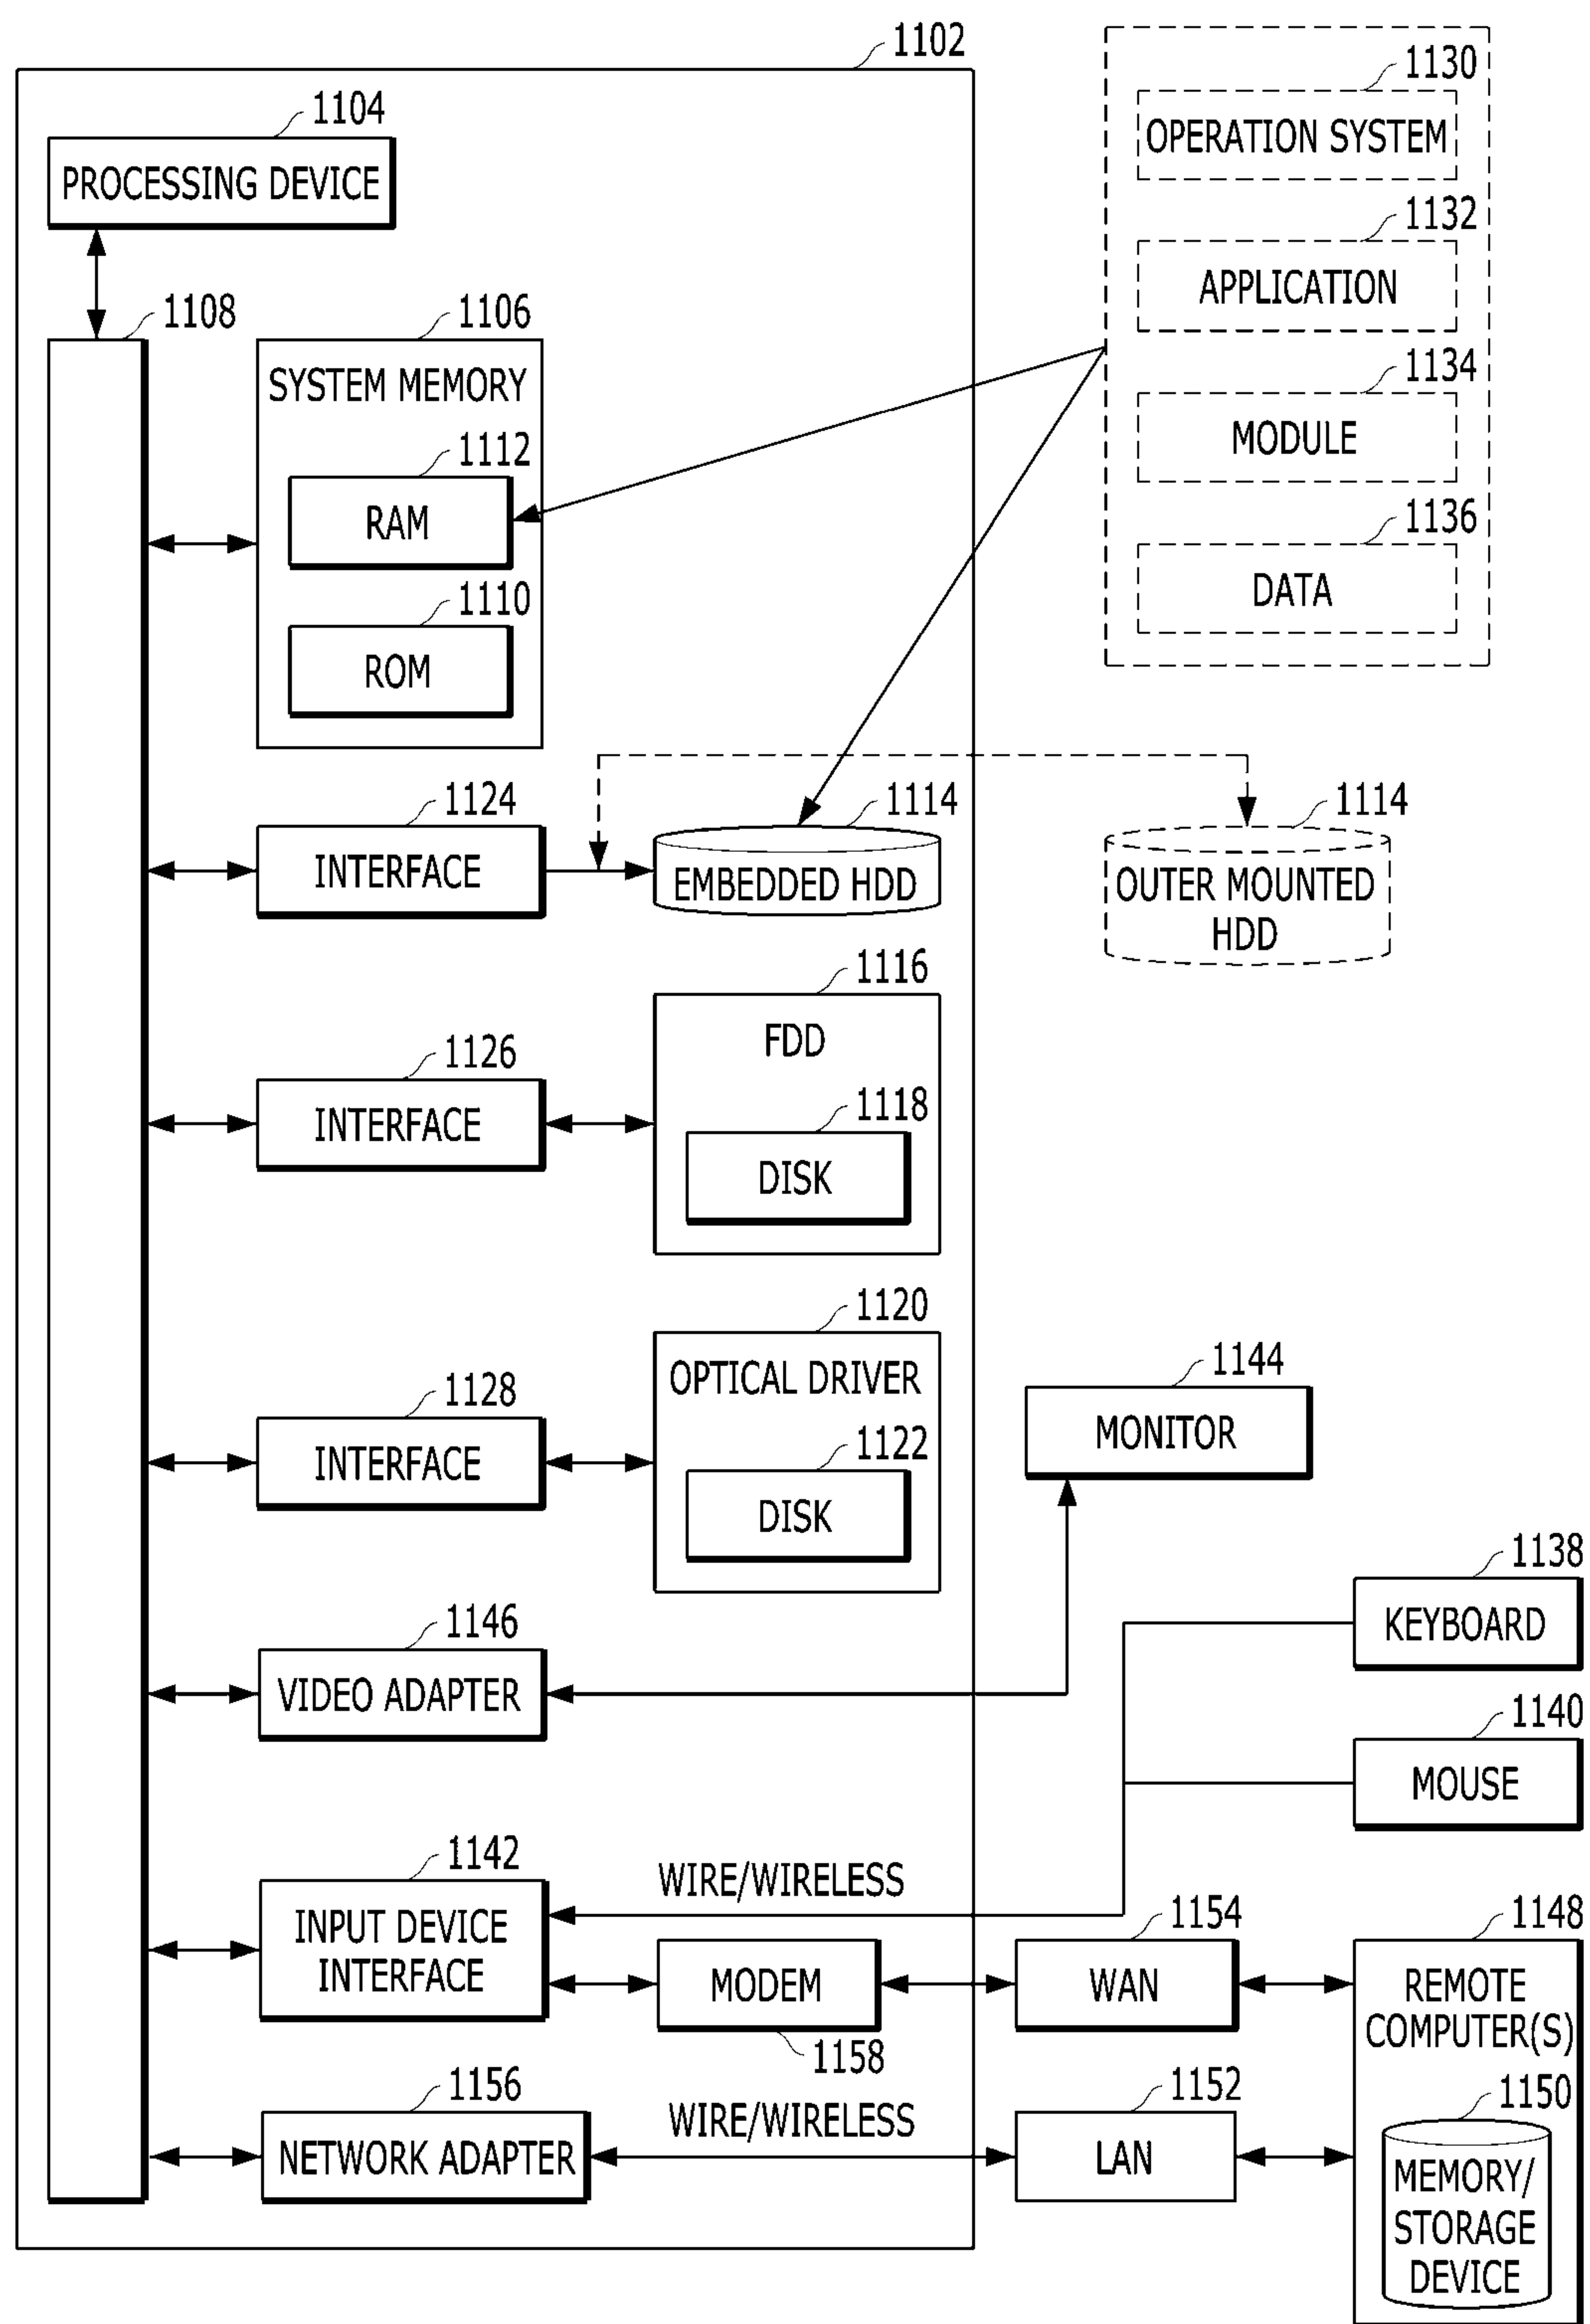 1102
1130
OPERATION SYSTEM
1104
PROCESSING DEVICE
1132
APPLICATION
1108
1106
SYSTEM MEMORY
1134
MODULE
1112
RAM
1136
DATA
1110
ROM
1124
INTERFACE
1114
EMBEDDED HDD
1114
OUTER MOUNTED
HDD
1116
FDD
1126
INTERFACE
1118
DISK
1120
OPTICAL DRIVER
1128
INTERFACE
1122
DISK
1144
MONITOR
1138
KEYBOARD
1146
VIDEO ADAPTER
1140
MOUSE
1142
INPUT DEVICE
INTERFACE
WIRE/WIRELESS
MODEM
1158
1154
WAN
1148
REMOTE
COMPUTER(S)
1156
NETWORK ADAPTER
WIRE/WIRELESS
1152
LAN
1150
MEMORY/
STORAGE
DEVICE